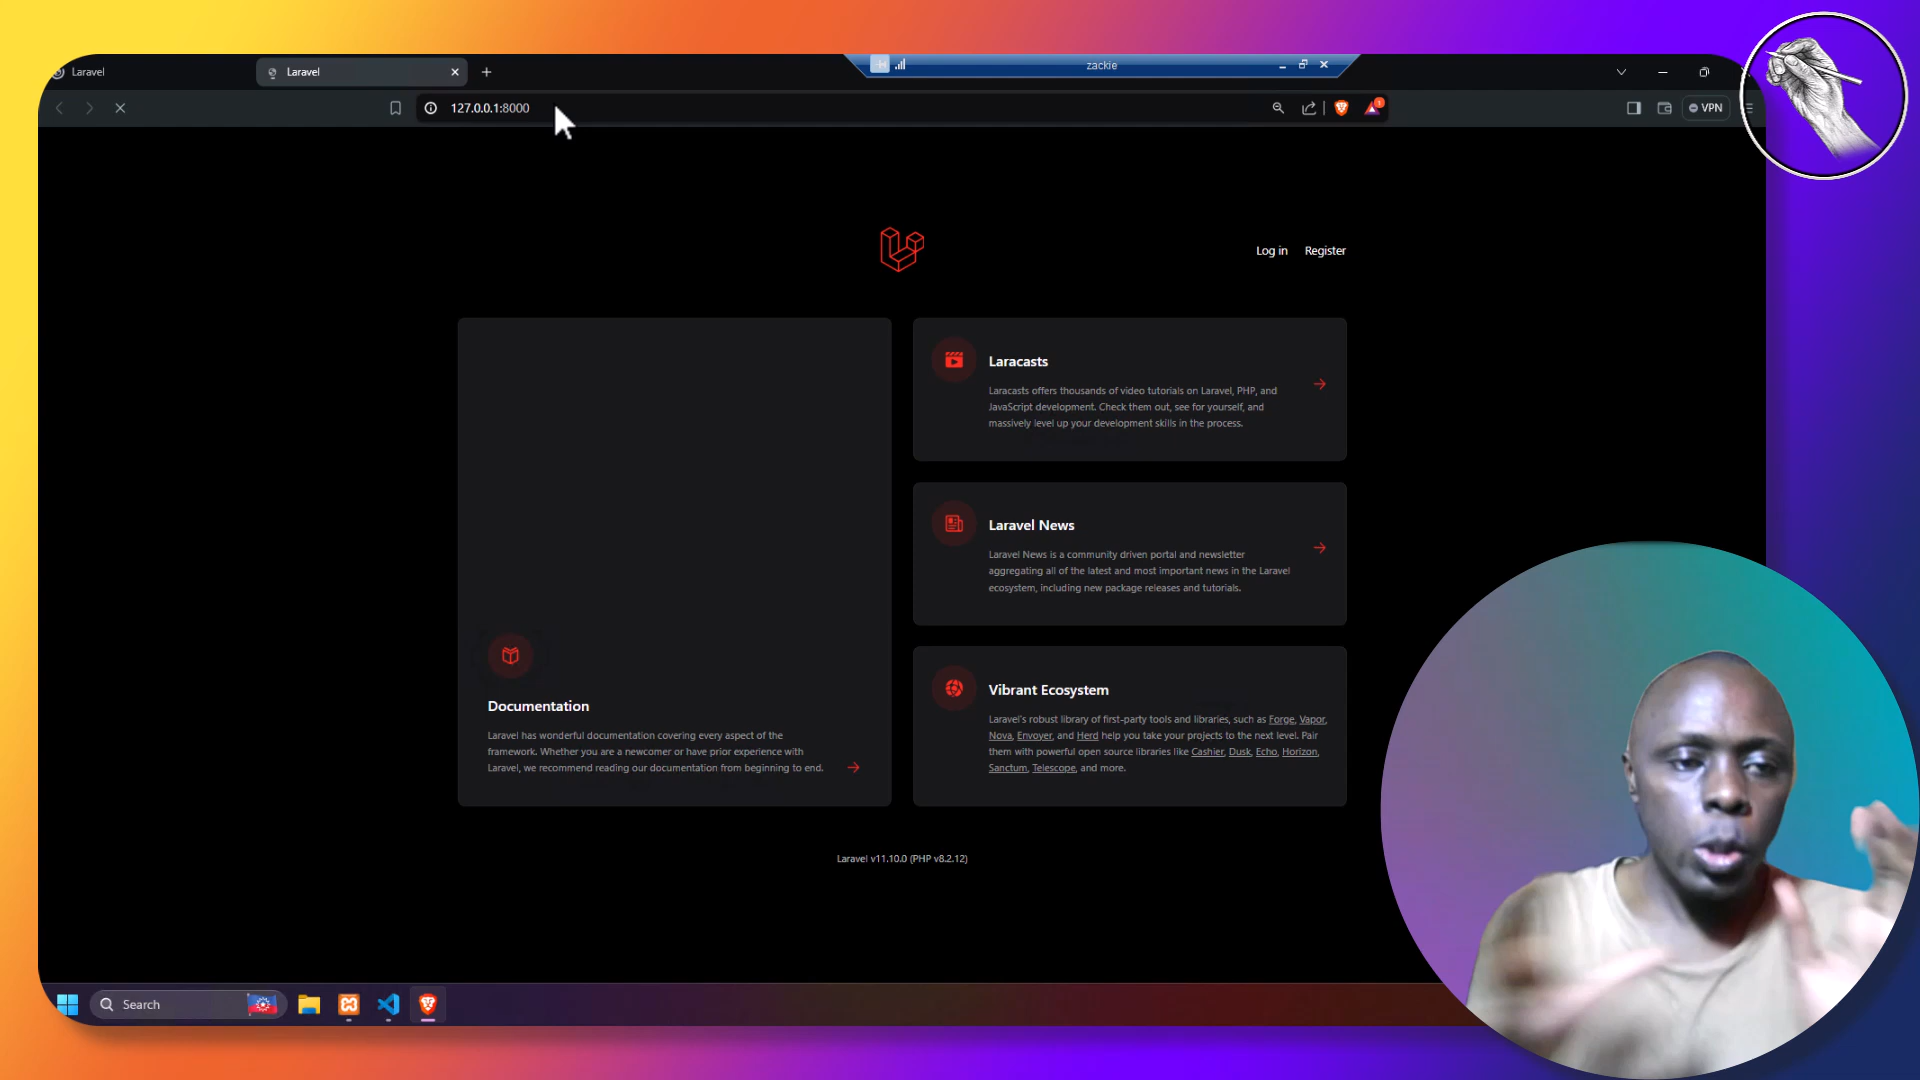 Laravel
Laravel
zackie
127.0.0.1:8000
VPN
1
Log in
Register
Laracasts
Laracasts offers thousands of video tutorials on Laravel, PHP, and
JavaScript development. Check them out, see for yourself, and
massively level up your development skills in the process.
Laravel News
Laravel News is a community driven portal and newsletter
aggregating all of the latest and most important news in the Laravel
ecosystem, including new package releases and tutorials.
Documentation
Laravel has wonderful documentation covering every aspect of the
framework. Whether you are a newcomer or have prior experience with
Laravel, we recommend reading our documentation from beginning to end.
Vibrant Ecosystem
Laravel's robust library of first-party tools and libraries, such as Forge, Vapor,
Nova, Envoyer, and Herd help you take your projects to the next level. Pair
them with powerful open source libraries like Cashier, Dusk, Echo, Horizon,
Sanctum, Telescope, and more.
Laravel v11.10.0 (PHP v8.2.12)
Search